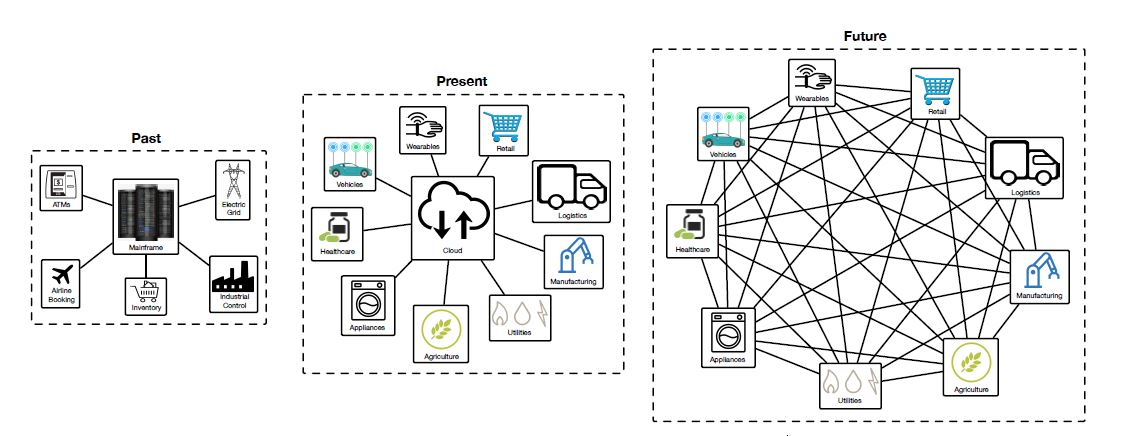 Past
ATMs
Electric
Grid
Mainframe
Airline
Booking
Inventory
Industrial
Control
Present
Wearables
Retail
Vehicles
Logistics
Healthcare
Cloud
Manufacturing
Appliances
Utilities
Agriculture
Future
Wearables
Retail
Vehicles
Logistics
Healthcare
Manufacturing
Appliances
Agriculture
Utilities